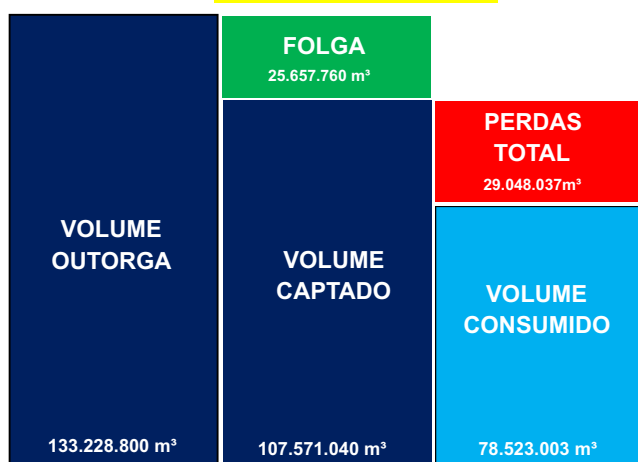 VOLUME
OUTORGA
133.228.800 m³
FOLGA
25.657.760 m³
VOLUME
CAPTADO
107.571.040 m³
PERDAS
TOTAL
29.048.037m³
VOLUME
CONSUMIDO
78.523.003 m³